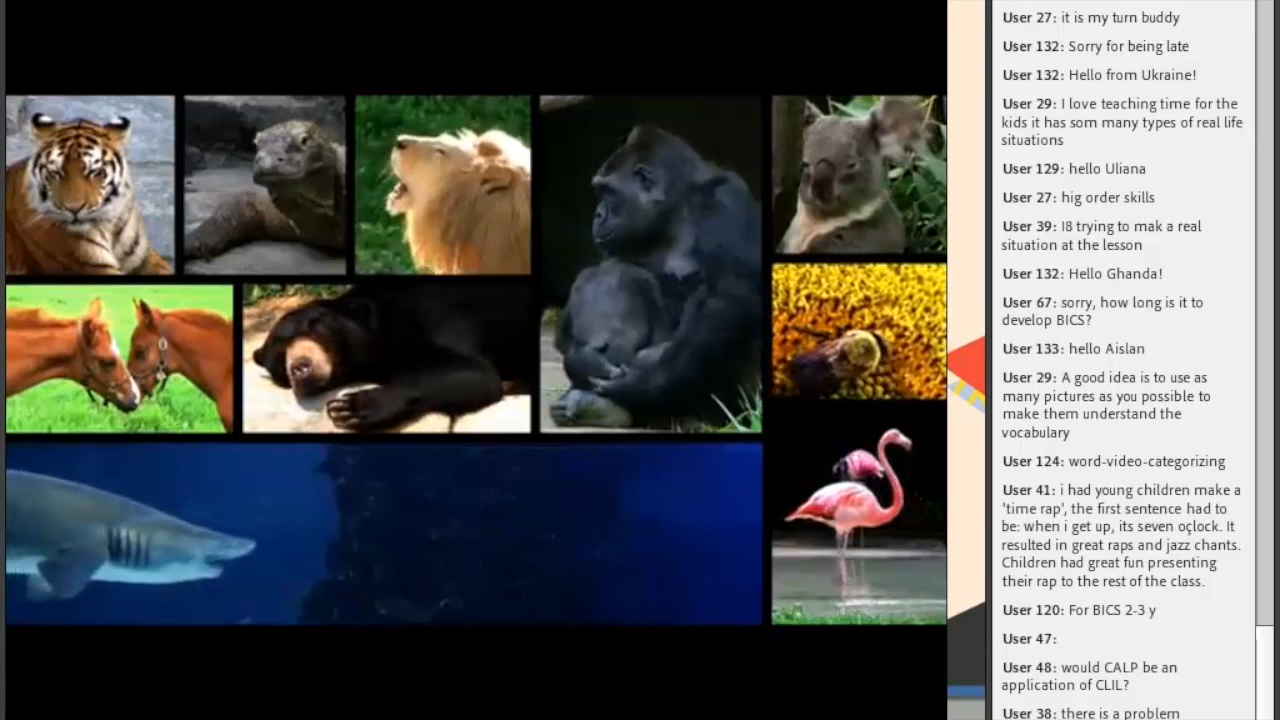 User 27: it is my turn buddy
User 132: Sorry for being late
User 132: Hello from Ukraine!
User 29: I love teaching time for the
kids it has som many types of real life
situations
User 129: hello Uliana
User 27: hig order skills
User 39: I8 trying to mak a real
situation at the lesson
User 132: Hello Ghanda!
User 67: sorry, how long is it to
develop BICS?
User 133: hello Aislan
User 29: A good idea is to use as
many pictures as you possible to
make them understand the
vocabulary
User 124: word-video-categorizing
User 41: i had young children make a
'time rap', the first sentence had to
be: when i get up, its seven oçlock. It
resulted in great raps and jazz chants.
Children had great fun presenting
their rap to the rest of the class.
User 120: For BICS 2-3 y
User 47:
User 48: would CALP be an
application of CLIL?
User 38: there is a problem